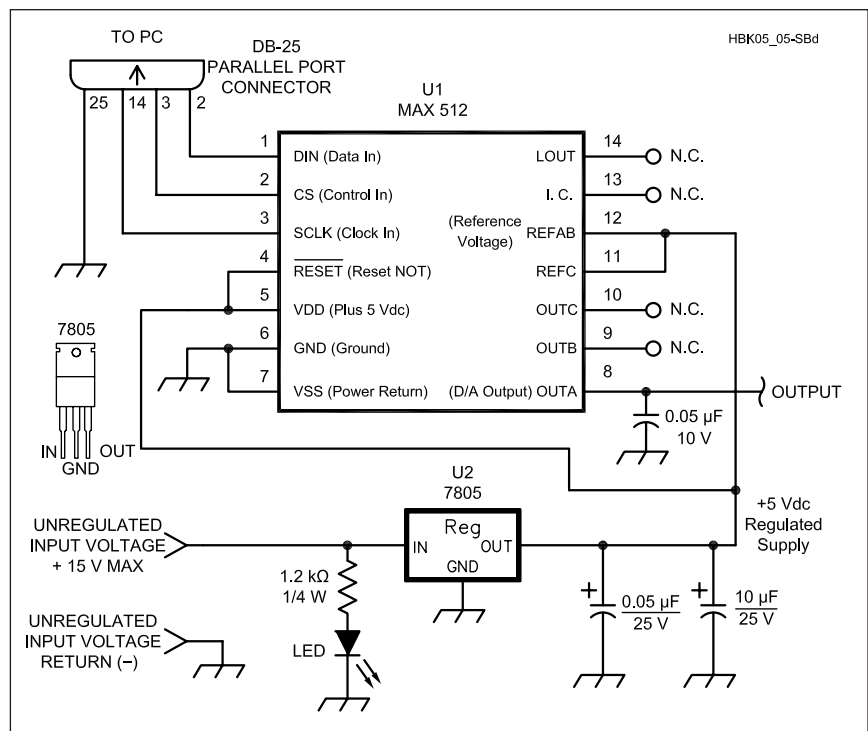 TO PC
DB-25
PARALLEL PORT
CONNECTOR
HBK05_05-SBd
25 14 3 2
U1
MAX 512
1 DIN (Data In)
2 CS (Control In)
3 SCLK (Clock In)
4 RESET (Reset NOT)
5 VDD (Plus 5 Vdc)
6 GND (Ground)
7 VSS (Power Return)
LOUT 14 N.C.
I. C. 13 N.C.
(Reference
Voltage)
REFAB 12
REFC 11
OUTC 10 N.C.
OUTB 9 N.C.
(D/A Output) OUTA 8
OUTPUT
0.05 µF
10 V
7805
IN GND OUT
U2
7805
Reg
IN OUT
GND
+5 Vdc
Regulated
Supply
UNREGULATED
INPUT VOLTAGE
+ 15 V MAX
1.2 kΩ
1/4 W
LED
+ 0.05 µF
25 V
+ 10 µF
25 V
UNREGULATED
INPUT VOLTAGE
RETURN (–)